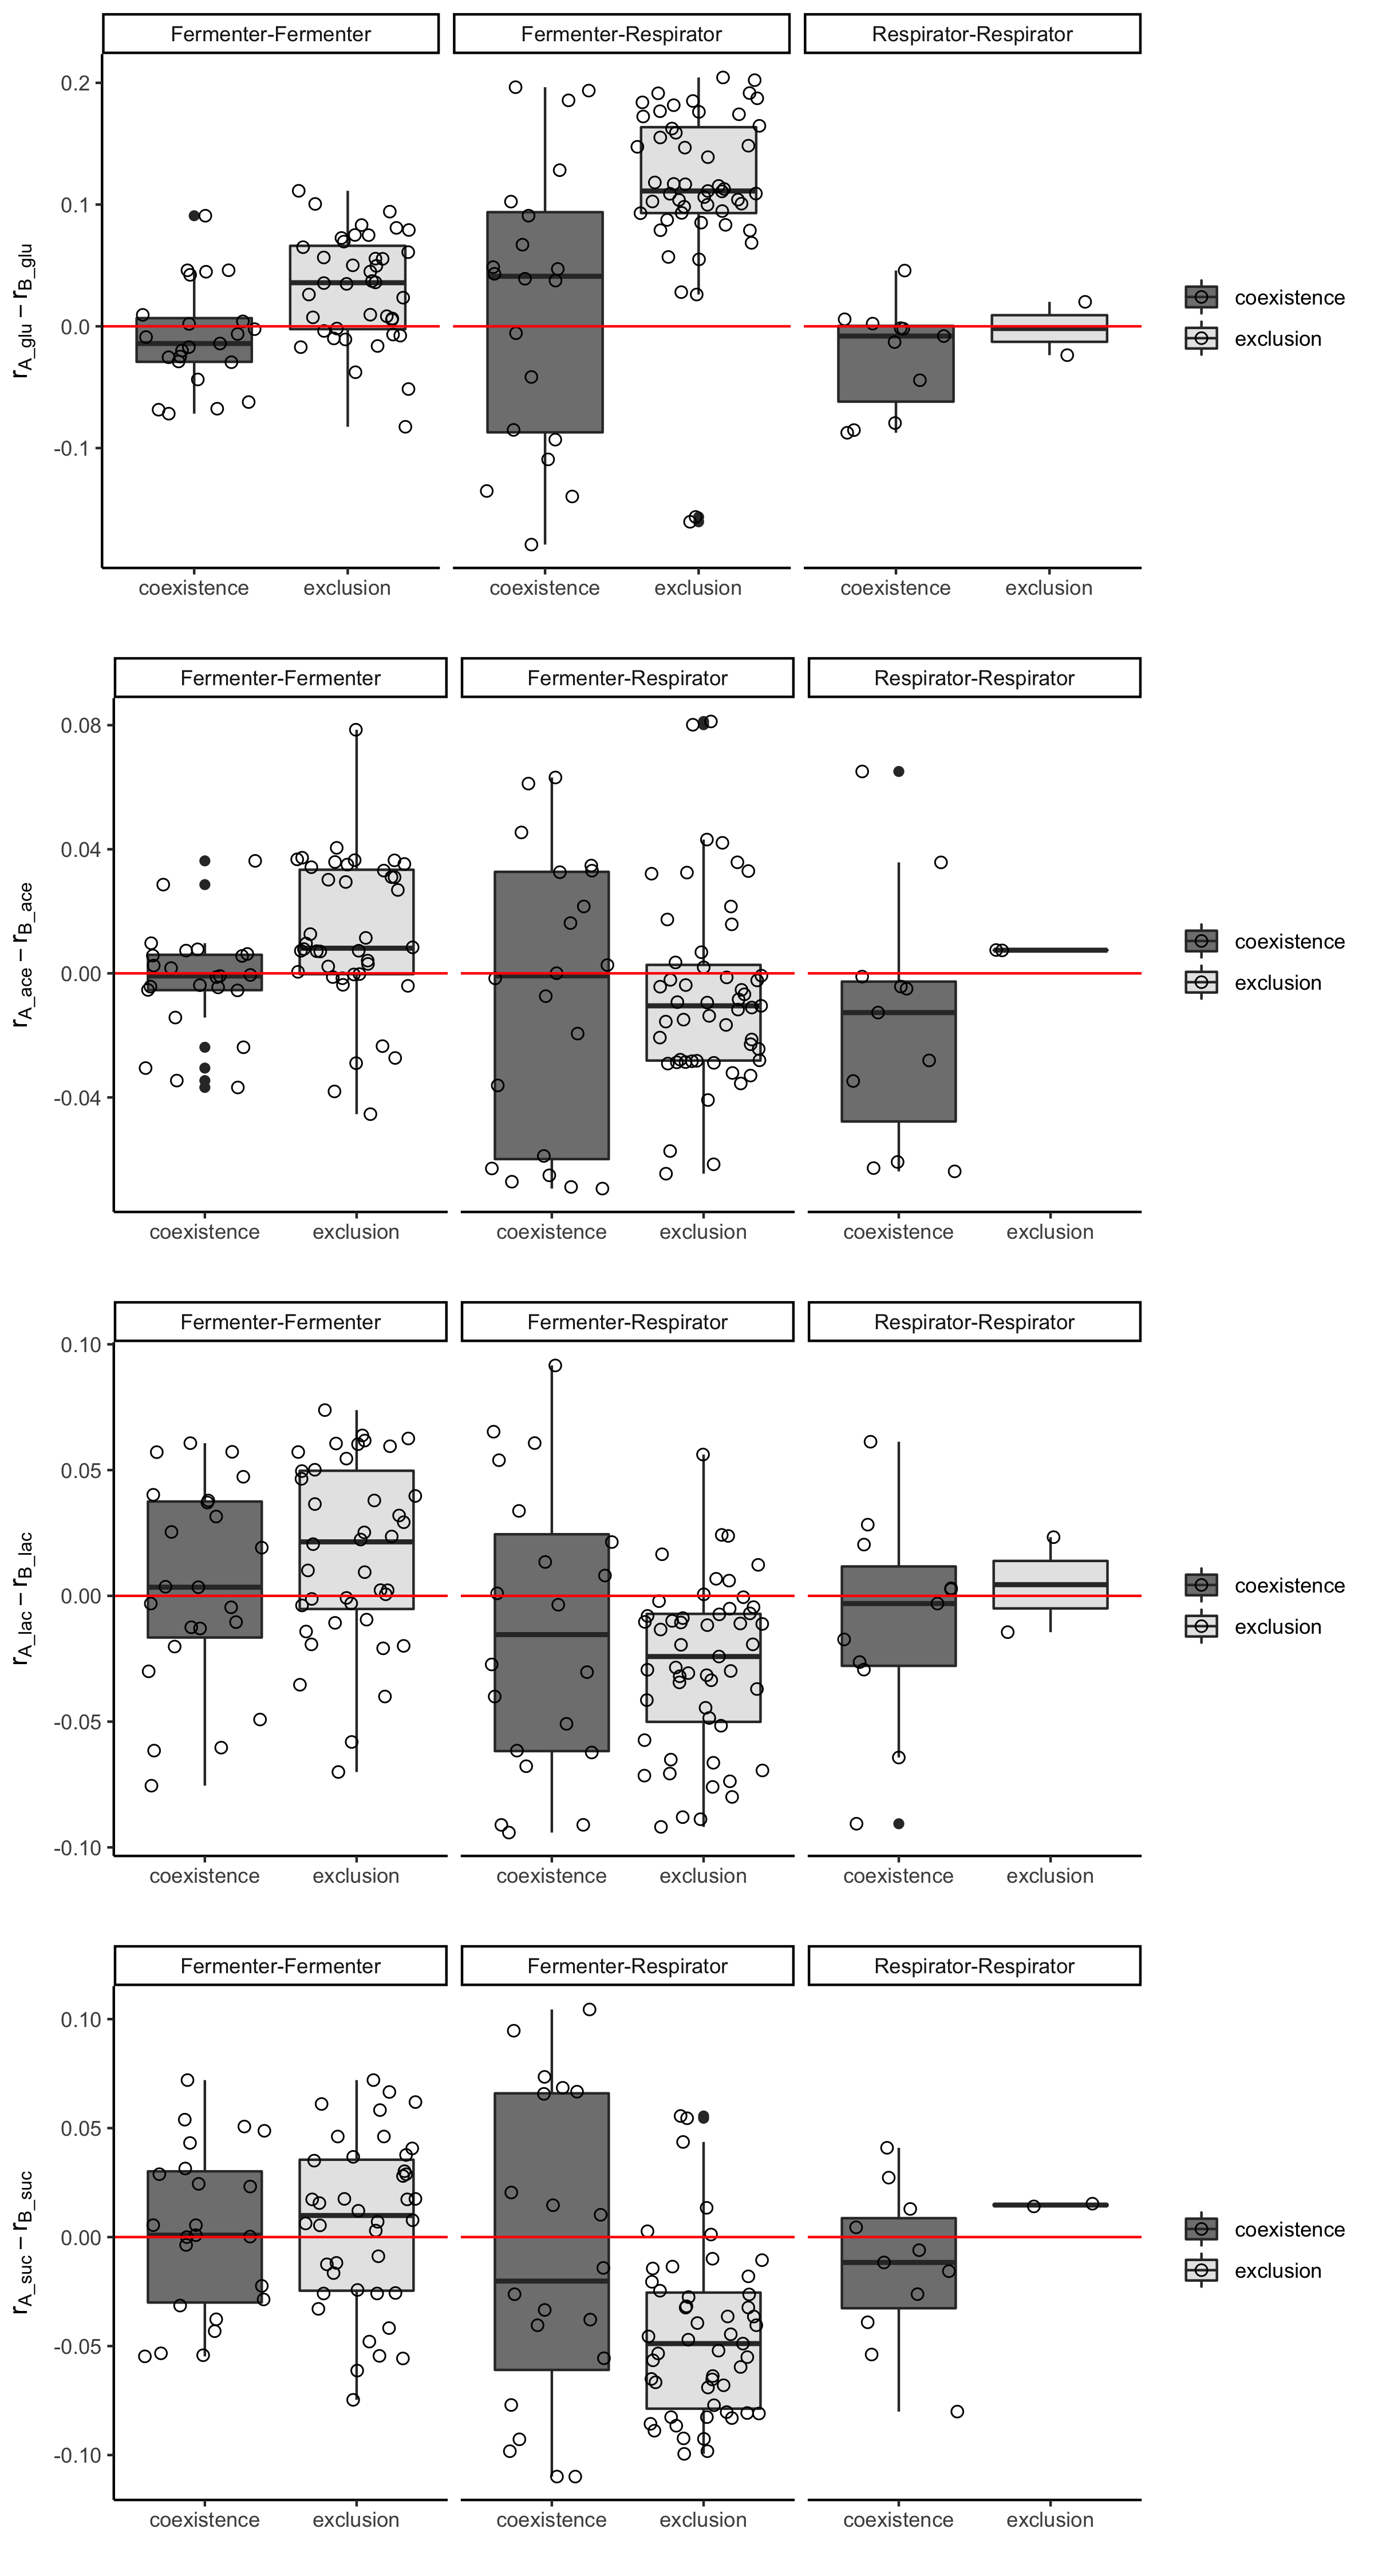 Fermenter-Fermenter Fermenter-Respirator Respirator-Respirator
0.2
0.1
0.0
-0.1
r_A_glu − r_B_glu
coexistence exclusion coexistence exclusion coexistence exclusion
coexistence
exclusion
Fermenter-Fermenter Fermenter-Respirator Respirator-Respirator
0.08
0.04
0.00
-0.04
r_A_ace − r_B_ace
coexistence exclusion coexistence exclusion coexistence exclusion
coexistence
exclusion
Fermenter-Fermenter Fermenter-Respirator Respirator-Respirator
0.10
0.05
0.00
-0.05
-0.10
r_A_lac − r_B_lac
coexistence exclusion coexistence exclusion coexistence exclusion
coexistence
exclusion
Fermenter-Fermenter Fermenter-Respirator Respirator-Respirator
0.10
0.05
0.00
-0.05
-0.10
r_A_suc − r_B_suc
coexistence exclusion coexistence exclusion coexistence exclusion
coexistence
exclusion